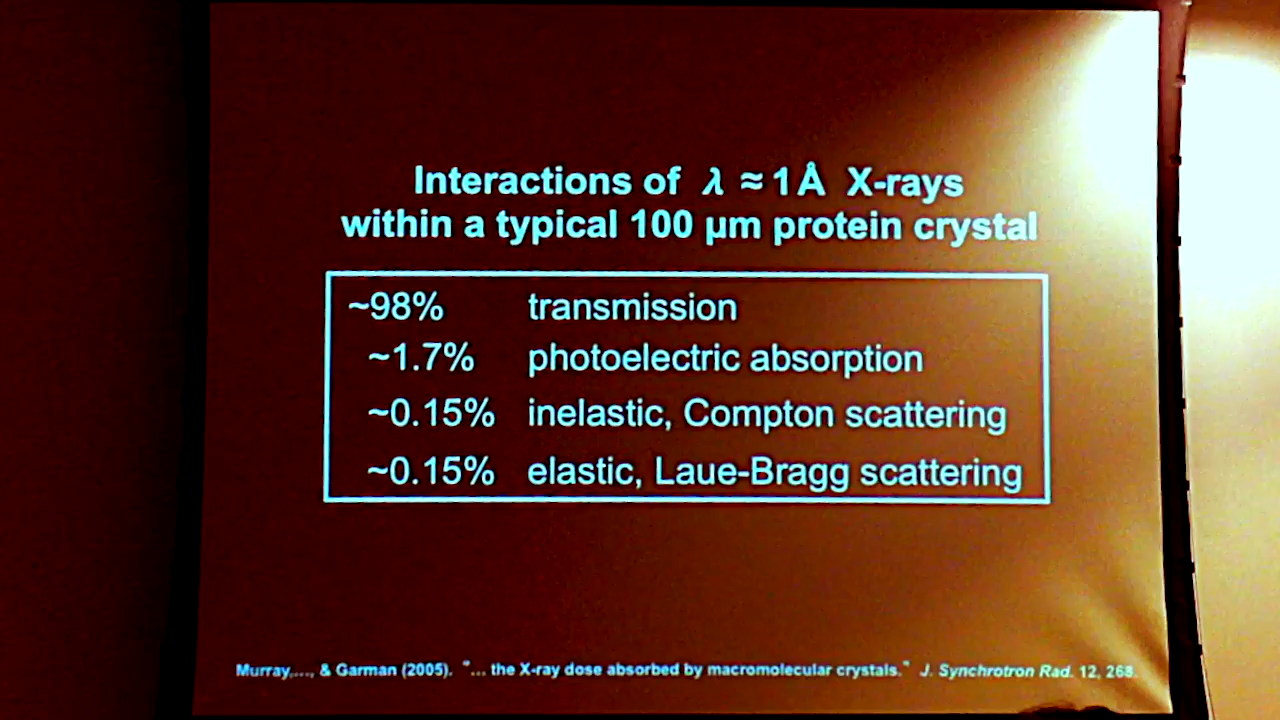 Interactions of λ ≈ 1 Å X-rays
within a typical 100 µm protein crystal
~98% transmission
~1.7% photoelectric absorption
~0.15% inelastic, Compton scattering
~0.15% elastic, Laue-Bragg scattering
Murray,..., & Garman (2005). "... the X-ray dose absorbed by macromolecular crystals." J. Synchrotron Rad. 12, 268.